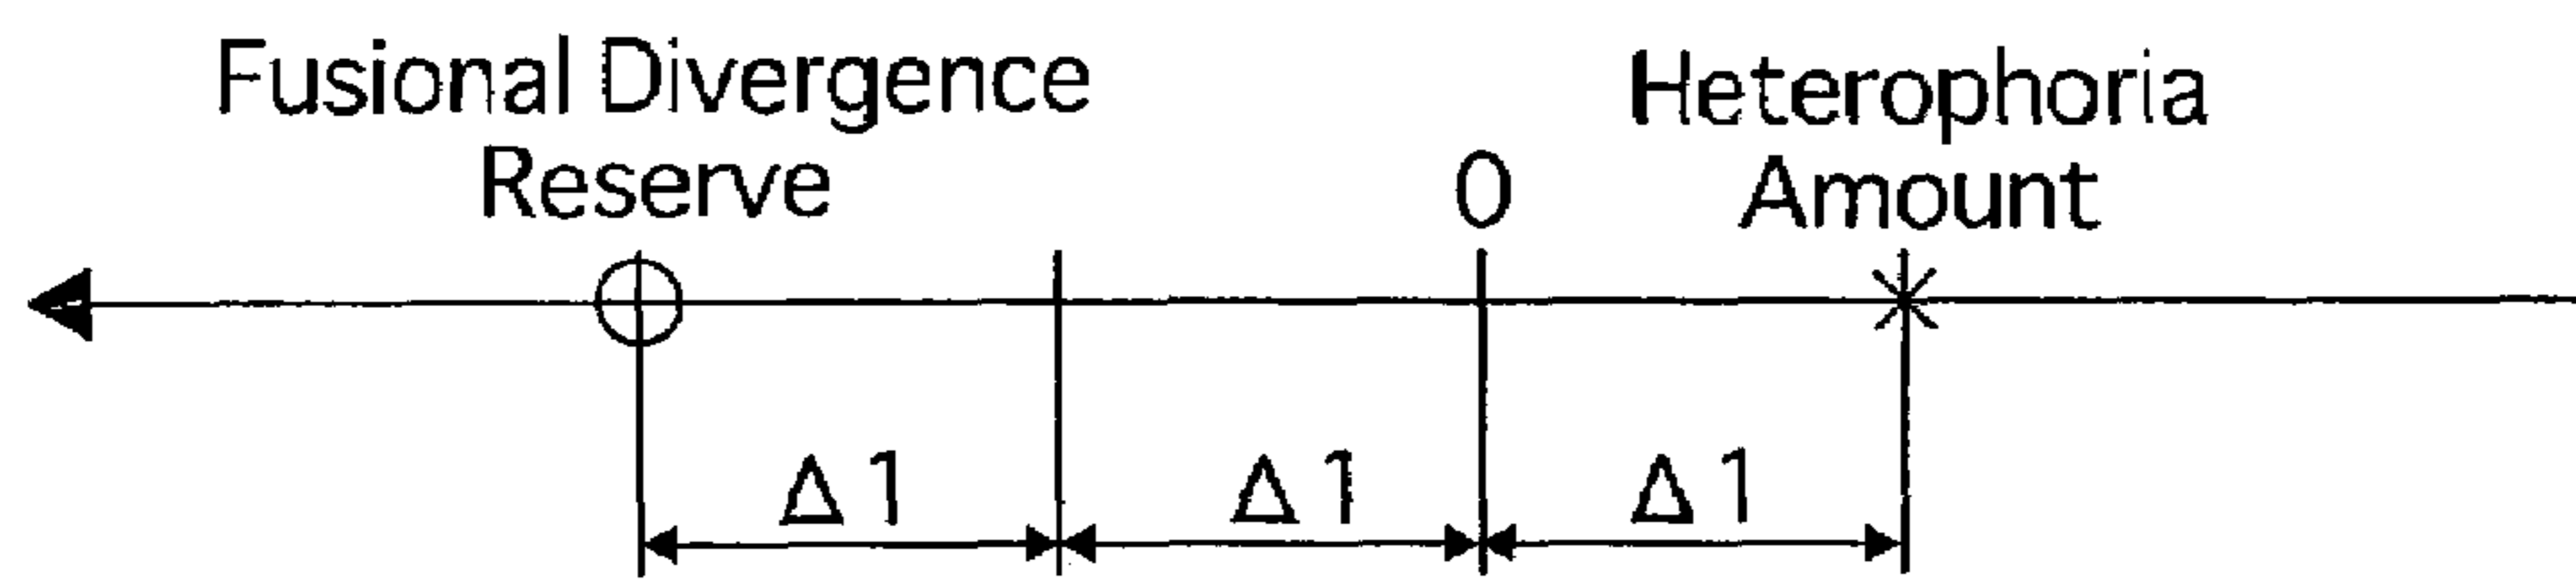 Fusional Divergence
Reserve
0
Heterophoria
Amount
Δ1
Δ1
Δ1